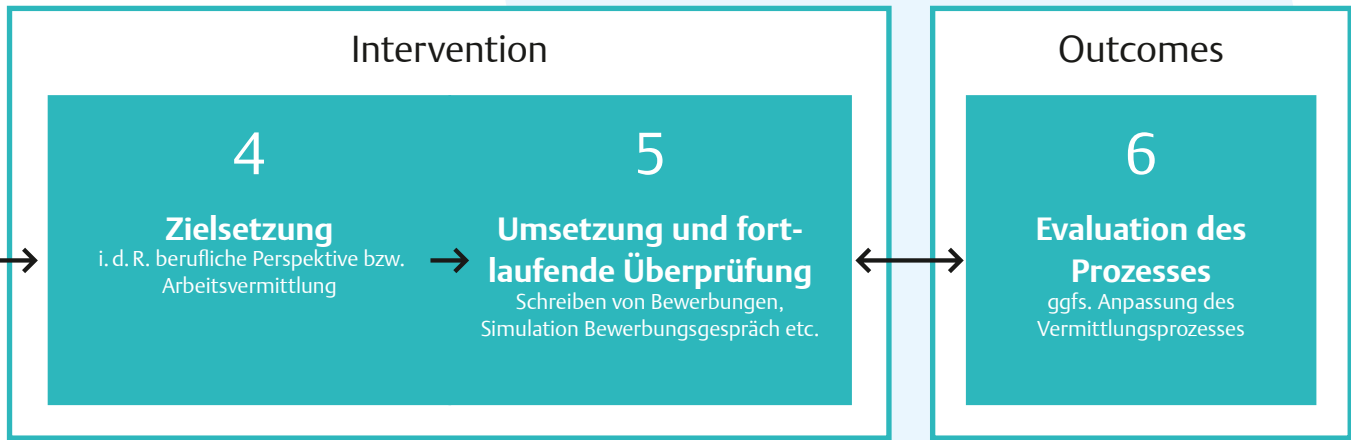 Intervention
4
Zielsetzung
i. d. R. berufliche Perspektive bzw.
Arbeitsvermittlung
5
Umsetzung und fort-
laufende Überprüfung
Schreiben von Bewerbungen,
Simulation Bewerbungsgespräch etc.
Outcomes
6
Evaluation des
Prozesses
ggfs. Anpassung des
Vermittlungsprozesses